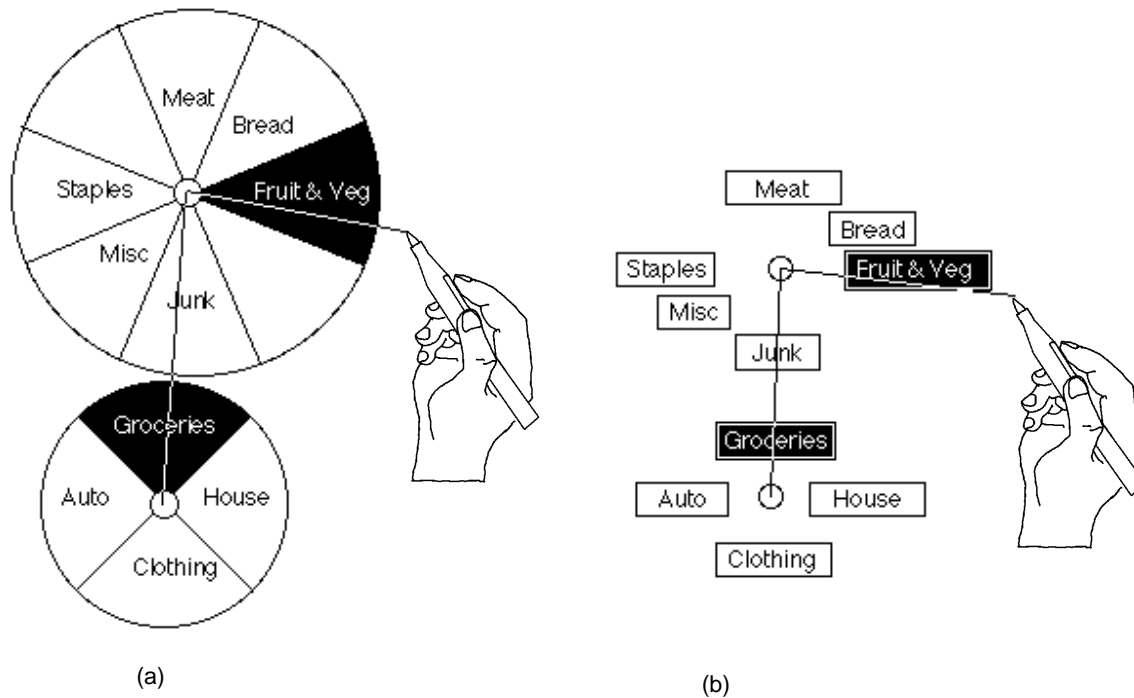 Meat
Bread
Staples
Fruit & Veg
Misc
Junk
Groceries
Auto
House
Clothing
(a)
Meat
Bread
Staples
Fruit & Veg
Misc
Junk
Groceries
Auto
House
Clothing
(b)